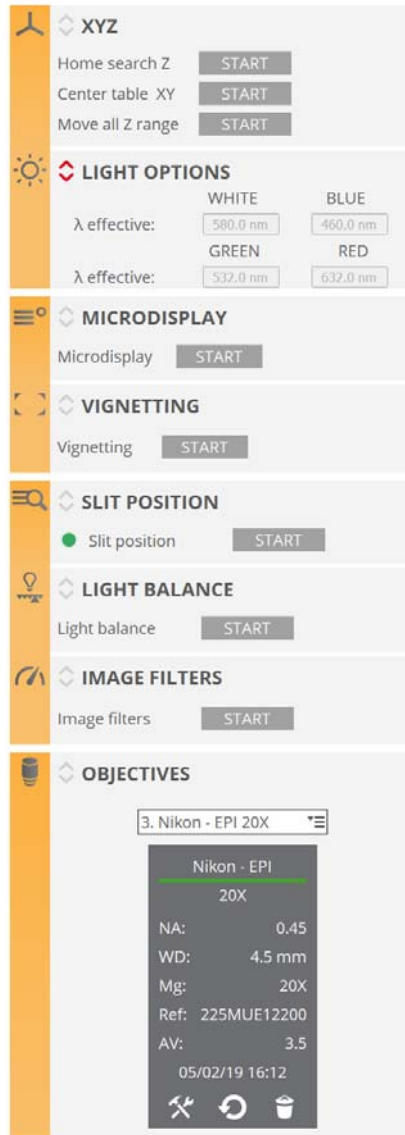 XYZ
Home search Z START
Center table XY START
Move all Z range START
LIGHT OPTIONS
WHITE BLUE
λ effective: 580.0 nm 460.0 nm
GREEN RED
λ effective: 532.0 nm 632.0 nm
MICRODISPLAY
Microdisplay START
VIGNETTING
Vignetting START
SLIT POSITION
Slit position START
LIGHT BALANCE
Light balance START
IMAGE FILTERS
Image filters START
OBJECTIVES
3. Nikon - EPI 20X
Nikon - EPI
20X
NA: 0.45
WD: 4.5 mm
Mg: 20X
Ref: 225MUE12200
AV: 3.5
05/02/19 16:12